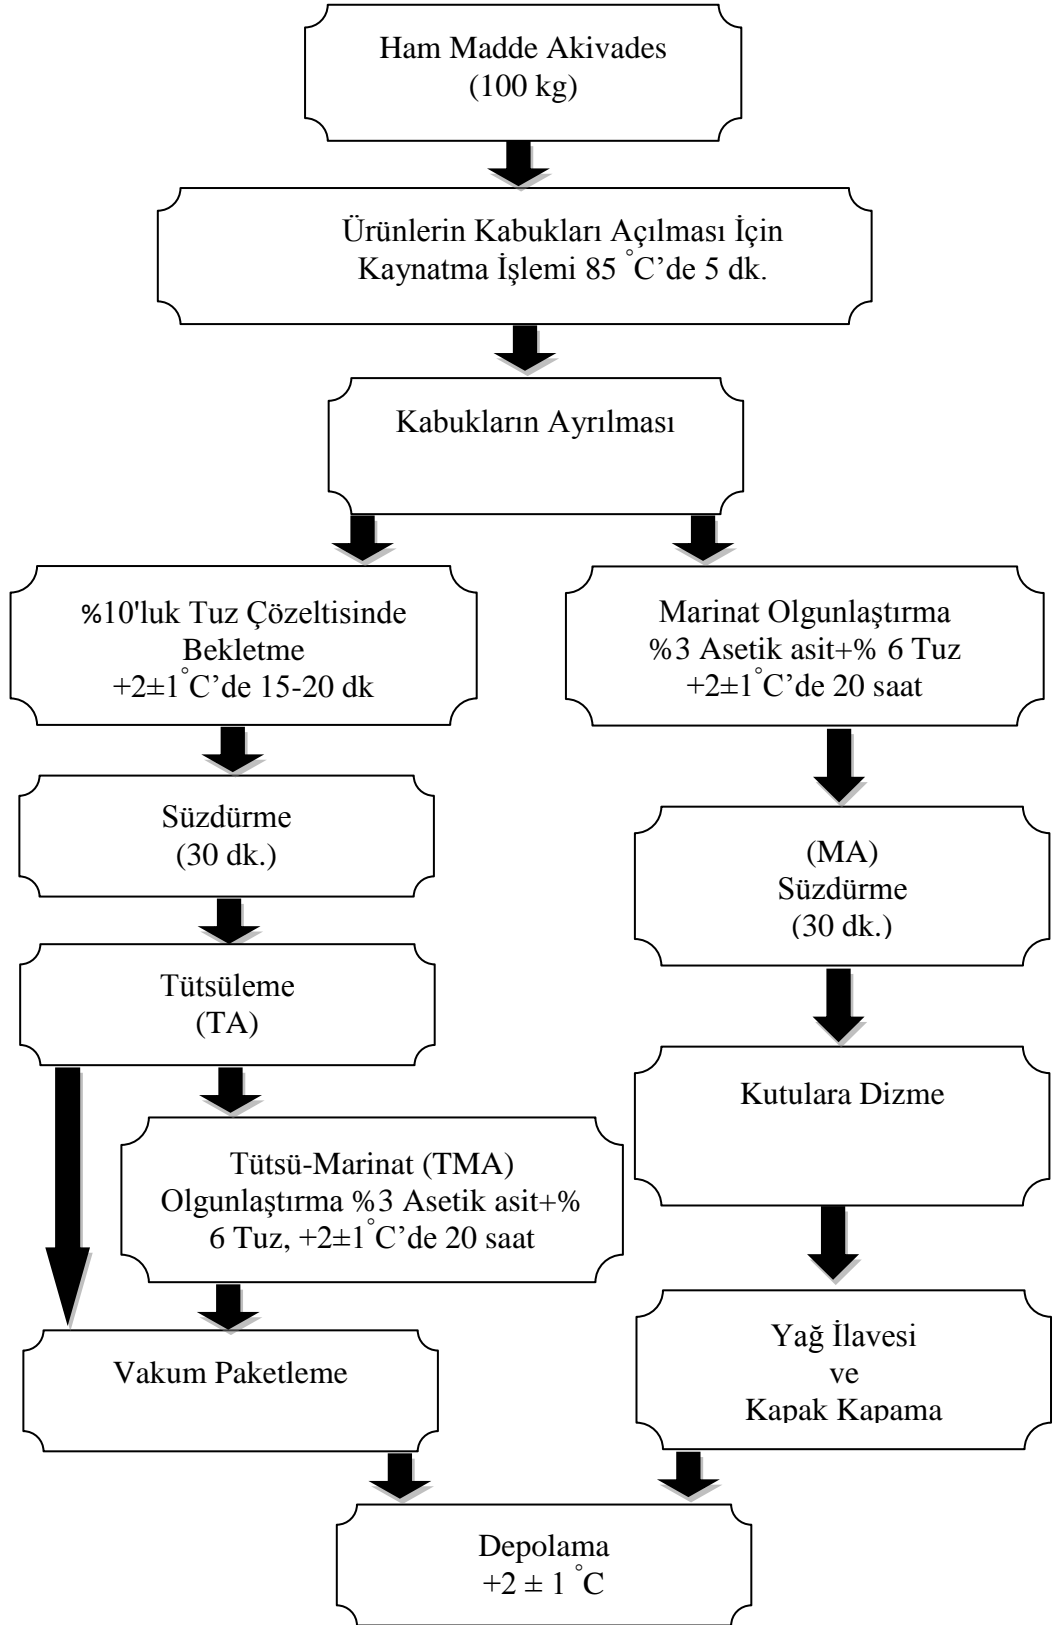 Ham Madde Akivades
(100 kg)
Ürünlerin Kabukları Açılması İçin
Kaynatma İşlemi 85 °C’de 5 dk.
Kabukların Ayrılması
%10'luk Tuz Çözeltisinde
Bekletme
+2±1°C’de 15-20 dk
Marinat Olgunlaştırma
%3 Asetik asit+% 6 Tuz
+2±1°C’de 20 saat
Süzdürme
(30 dk.)
(MA)
Süzdürme
(30 dk.)
Tütsüleme
(TA)
Kutulara Dizme
Tütsü-Marinat (TMA)
Olgunlaştırma %3 Asetik asit+%
6 Tuz, +2±1°C’de 20 saat
Vakum Paketleme
Yağ İlavesi
ve
Kapak Kapama
Depolama
+2 ± 1 °C